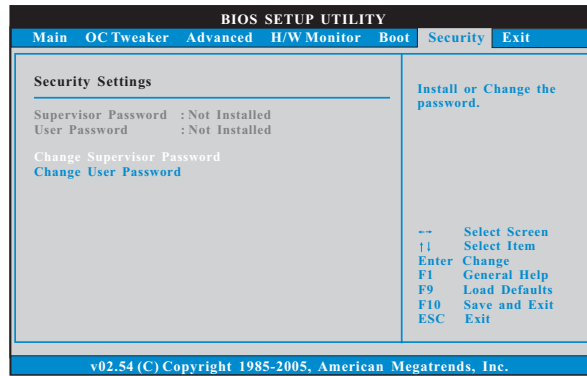 BIOS SETUP UTILITY
Main OC Tweaker Advanced H/W Monitor Boot Security Exit
Security Settings
Supervisor Password : Not Installed
User Password : Not Installed
Change Supervisor Password
Change User Password
Install or Change the
password.
←→ Select Screen
↑↓ Select Item
Enter Change
F1 General Help
F9 Load Defaults
F10 Save and Exit
ESC Exit
v02.54 (C) Copyright 1985-2005, American Megatrends, Inc.